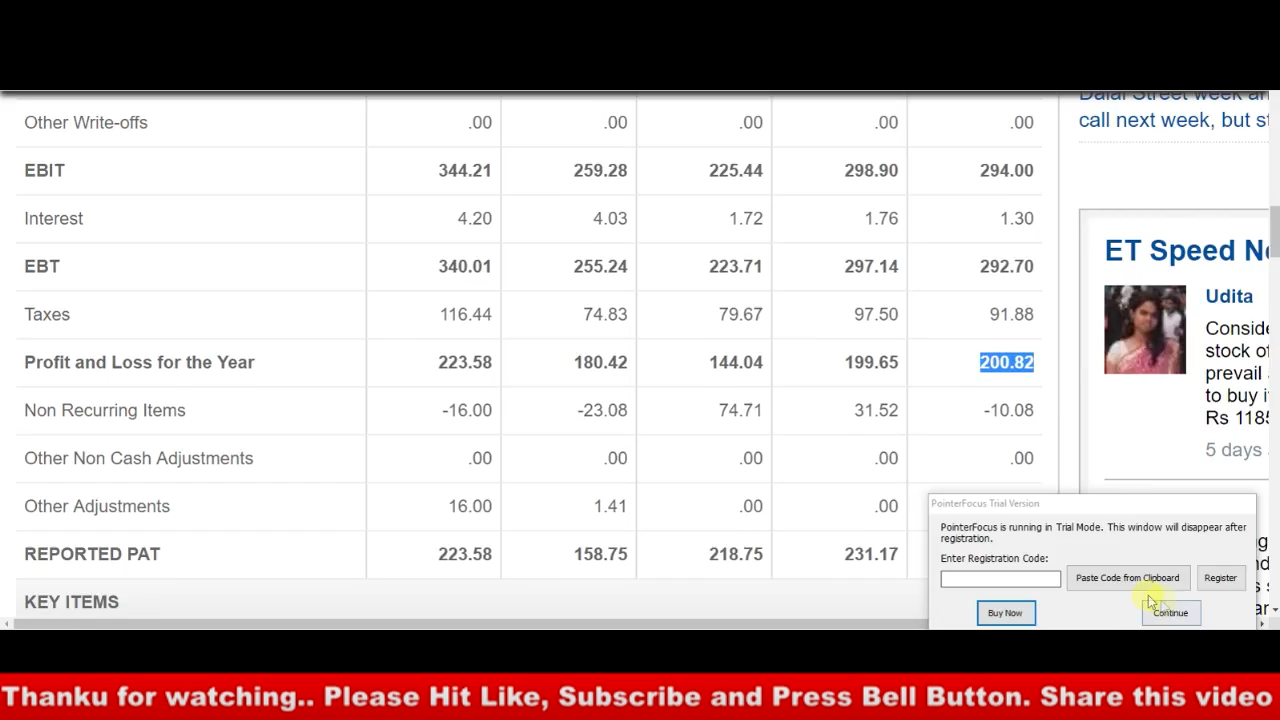 Dalal Street week
call next week, but
Other Write-offs .00 .00 .00 .00 .00
EBIT 344.21 259.28 225.44 298.90 294.00
Interest 4.20 4.03 1.72 1.76 1.30
EBT 340.01 255.24 223.71 297.14 292.70
Taxes 116.44 74.83 79.67 97.50 91.88
Profit and Loss for the Year 223.58 180.42 144.04 199.65 200.82
Non Recurring Items -16.00 -23.08 74.71 31.52 -10.08
Other Non Cash Adjustments .00 .00 .00 .00 .00
Other Adjustments 16.00 1.41 .00 .00
REPORTED PAT 223.58 158.75 218.75 231.17
KEY ITEMS
ET Speed
Udita
stock of
prevail
to buy
Rs 1185
5 days
PointerFocus Trial Version
PointerFocus is running in Trial Mode. This window will disappear after
registration.
Enter Registration Code:
Paste Code from Clipboard Register
Buy Now Continue
Thanku for watching.. Please Hit Like, Subscribe and Press Bell Button. Share this video